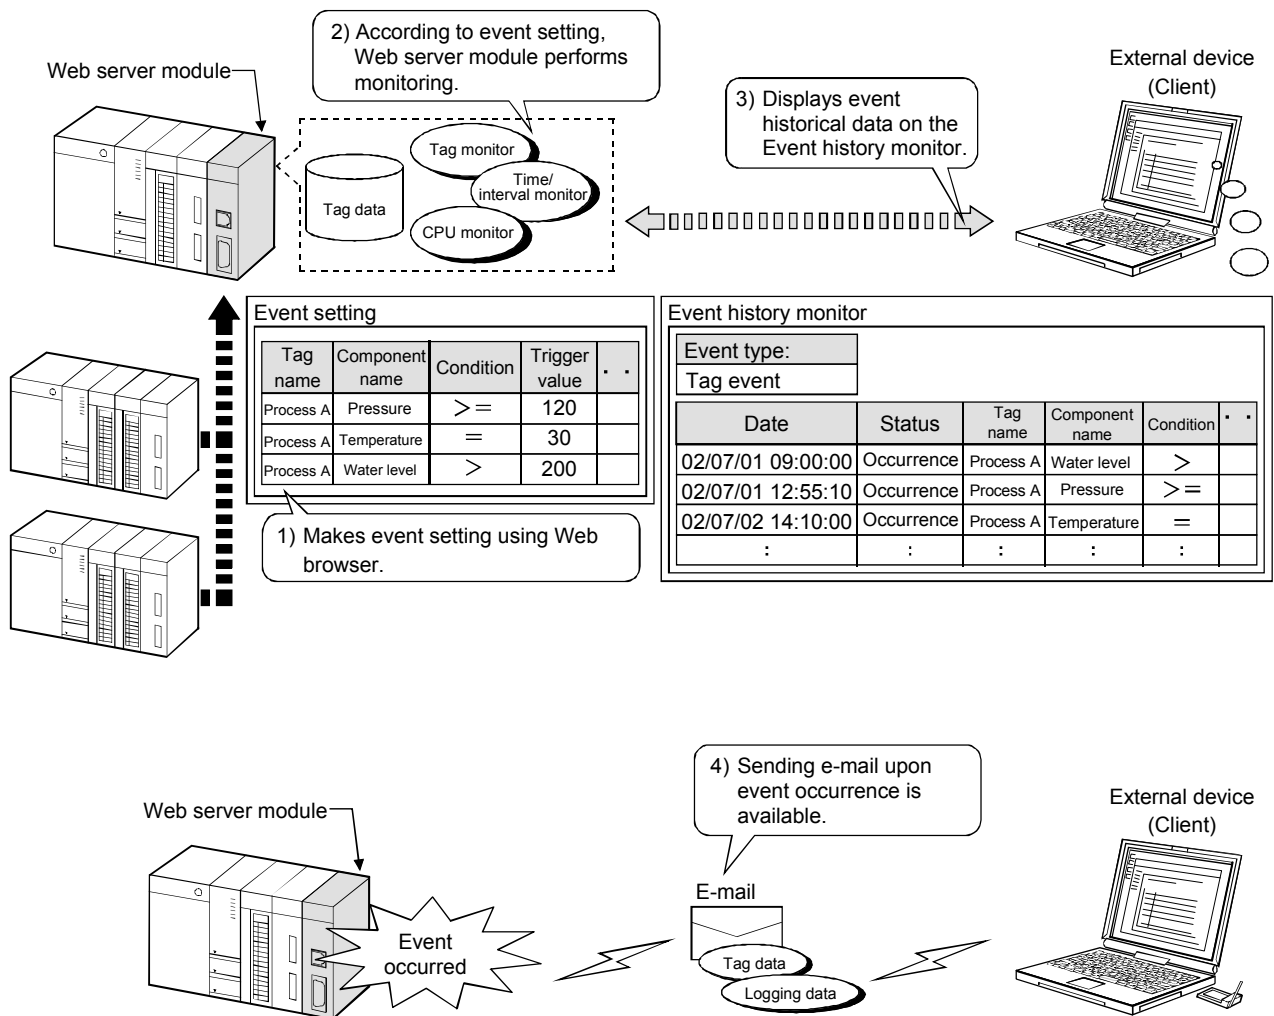 2) According to event setting,
Web server module performs
monitoring.
Web server module
External device
(Client)
3) Displays event
historical data on the
Event history monitor.
Tag monitor
Time/
interval monitor
Tag data
CPU monitor
Event setting
Tag name Component name Condition Trigger value . .
Process A Pressure >= 120
Process A Temperature = 30
Process A Water level > 200
1) Makes event setting using Web
browser.
Event history monitor
Event type:
Tag event
Date Status Tag name Component name Condition . .
02/07/01 09:00:00 Occurrence Process A Water level >
02/07/01 12:55:10 Occurrence Process A Pressure >=
02/07/02 14:10:00 Occurrence Process A Temperature =
: : : : :
4) Sending e-mail upon
event occurrence is
available.
Web server module
External device
(Client)
E-mail
Event
occurred
Tag data
Logging data